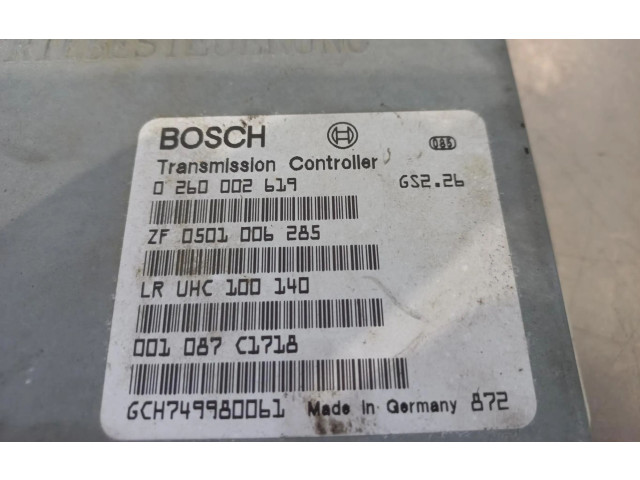 BOSCH 085
Transmission Controller
0 260 002 619 GS2.26
ZF 0501 006 285
LR UHC 100 140
001 087 C1718
GCH749980061 Made in Germany 872